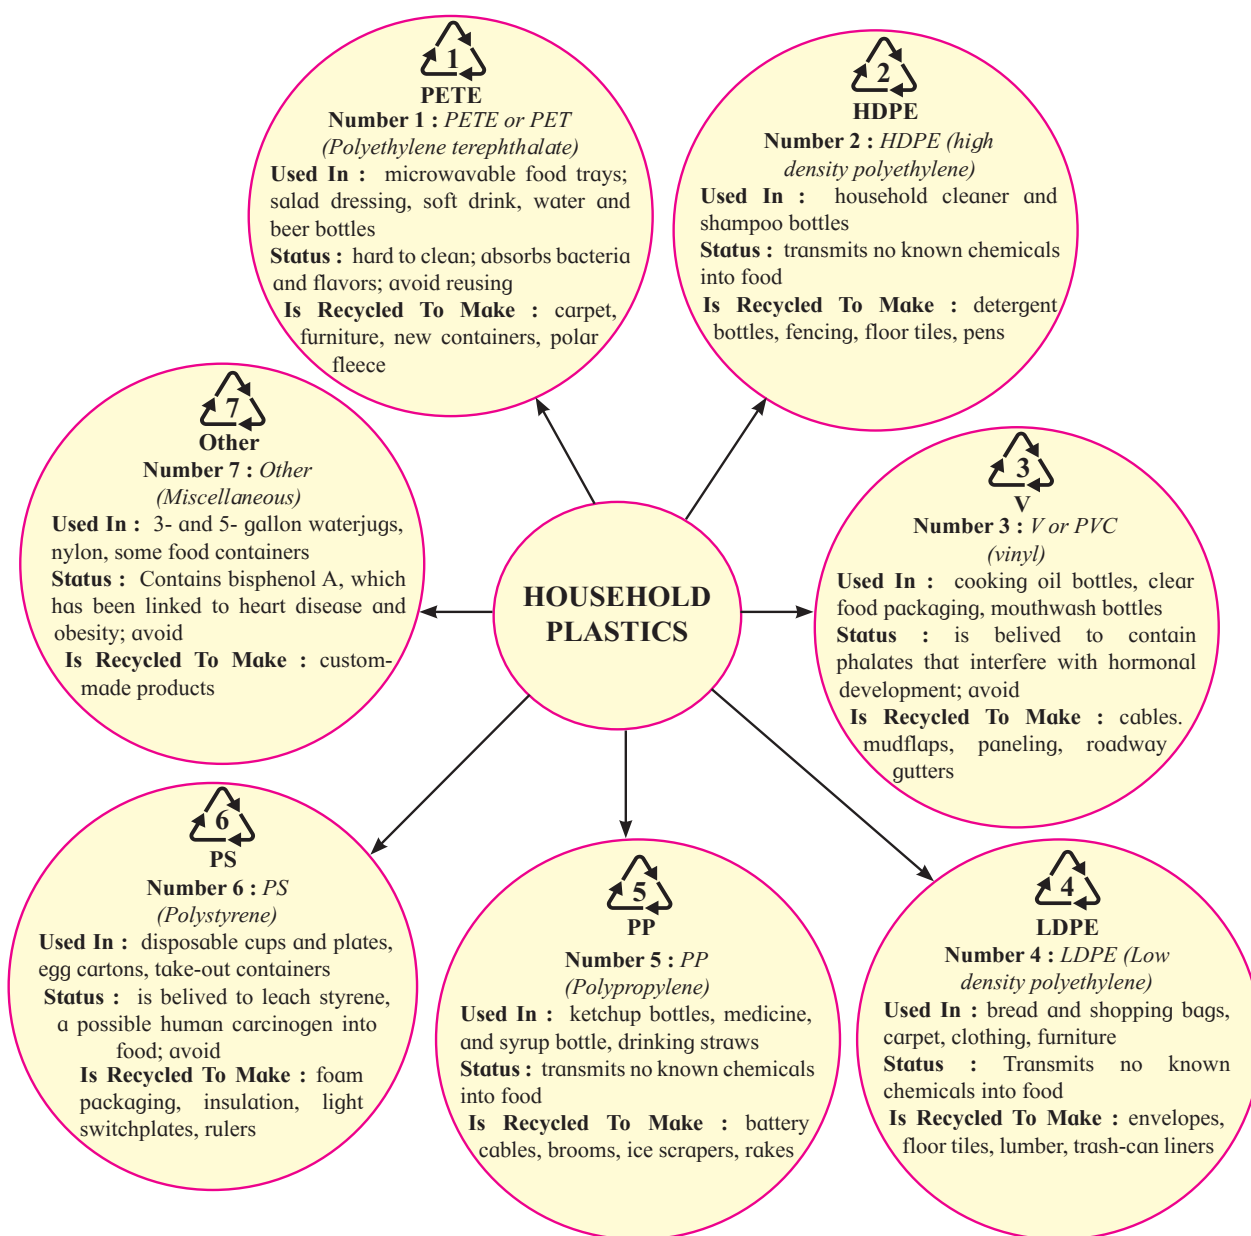 1
PETE
Number 1 : PETE or PET
(Polyethylene terephthalate)
Used In : microwavable food trays;
salad dressing, soft drink, water and
beer bottles
Status : hard to clean; absorbs bacteria
and flavors; avoid reusing
Is Recycled To Make : carpet,
furniture, new containers, polar
fleece
2
HDPE
Number 2 : HDPE (high
density polyethylene)
Used In : household cleaner and
shampoo bottles
Status : transmits no known chemicals
into food
Is Recycled To Make : detergent
bottles, fencing, floor tiles, pens
7
Other
Number 7 : Other
(Miscellaneous)
Used In : 3- and 5- gallon waterjugs,
nylon, some food containers
Status : Contains bisphenol A, which
has been linked to heart disease and
obesity; avoid
Is Recycled To Make : custom-
made products
HOUSEHOLD
PLASTICS
3
V
Number 3 : V or PVC
(vinyl)
Used In : cooking oil bottles, clear
food packaging, mouthwash bottles
Status : is belived to contain
phalates that interfere with hormonal
development; avoid
Is Recycled To Make : cables.
mudflaps, paneling, roadway
gutters
6
PS
Number 6 : PS
(Polystyrene)
Used In : disposable cups and plates,
egg cartons, take-out containers
Status : is belived to leach styrene,
a possible human carcinogen into
food; avoid
Is Recycled To Make : foam
packaging, insulation, light
switchplates, rulers
5
PP
Number 5 : PP
(Polypropylene)
Used In : ketchup bottles, medicine,
and syrup bottle, drinking straws
Status : transmits no known chemicals
into food
Is Recycled To Make : battery
cables, brooms, ice scrapers, rakes
4
LDPE
Number 4 : LDPE (Low
density polyethylene)
Used In : bread and shopping bags,
carpet, clothing, furniture
Status : Transmits no known
chemicals into food
Is Recycled To Make : envelopes,
floor tiles, lumber, trash-can liners